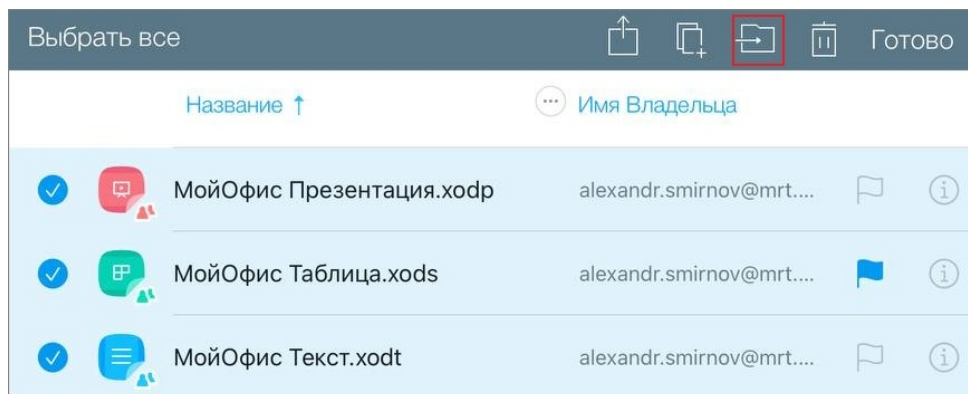 Выбрать все Готово
Название ↑ Имя Владельца
МойОфис Презентация.xodp alexandr.smirnov@mrt....
МойОфис Таблица.xods alexandr.smirnov@mrt....
МойОфис Текст.xodt alexandr.smirnov@mrt....